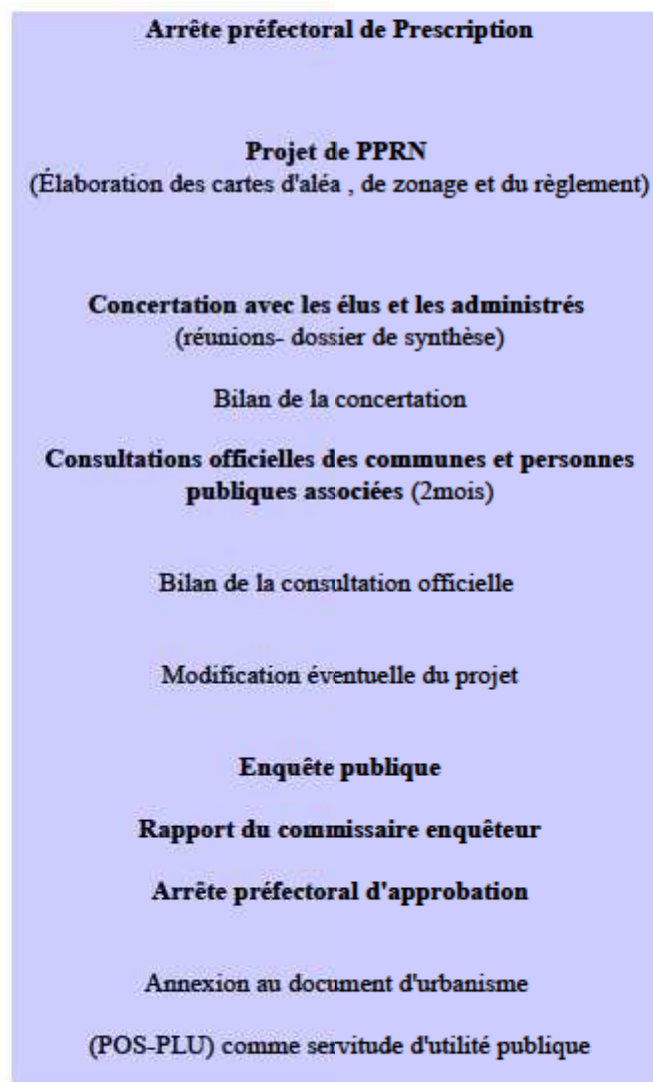 Arrête préfectoral de Prescription
Projet de PPRN
(Élaboration des cartes d'aléa , de zonage et du règlement)
Concertation avec les élus et les administrés
(réunions- dossier de synthèse)
Bilan de la concertation
Consultations officielles des communes et personnes
publiques associées (2mois)
Bilan de la consultation officielle
Modification éventuelle du projet
Enquête publique
Rapport du commissaire enquêteur
Arrête préfectoral d'approbation
Annexion au document d'urbanisme
(POS-PLU) comme servitude d'utilité publique